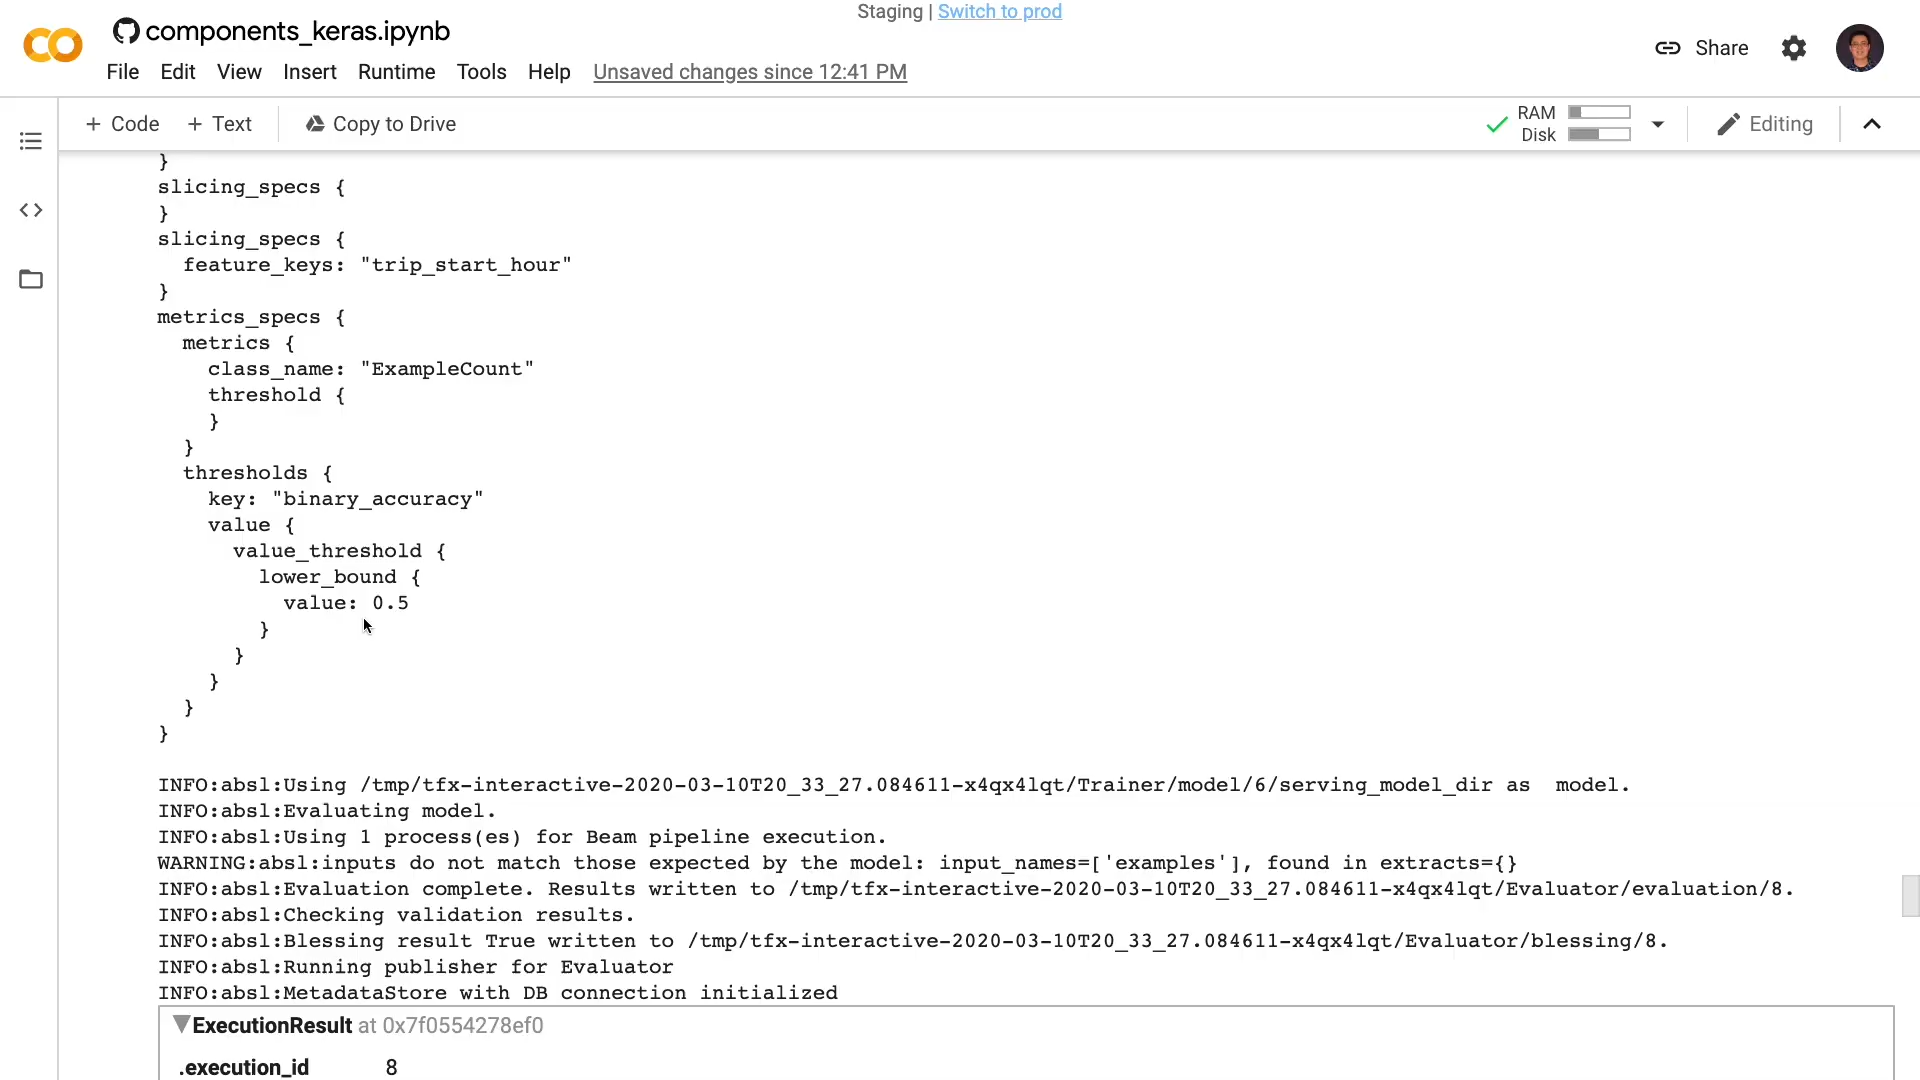 Staging | Switch to prod
components_keras.ipynb
Share
File Edit View Insert Runtime Tools Help Unsaved changes since 12:41 PM
+ Code + Text Copy to Drive
RAM
Disk
Editing
}
slicing_specs {
}
slicing_specs {
feature_keys: "trip_start_hour"
}
metrics_specs {
metrics {
class_name: "ExampleCount"
threshold {
}
}
thresholds {
key: "binary_accuracy"
value {
value_threshold {
lower_bound {
value: 0.5
}
}
}
}
}
INFO:absl:Using /tmp/tfx-interactive-2020-03-10T20_33_27.084611-x4qx4lqt/Trainer/model/6/serving_model_dir as  model.
INFO:absl:Evaluating model.
INFO:absl:Using 1 process(es) for Beam pipeline execution.
WARNING:absl:inputs do not match those expected by the model: input_names=['examples'], found in extracts={}
INFO:absl:Evaluation complete. Results written to /tmp/tfx-interactive-2020-03-10T20_33_27.084611-x4qx4lqt/Evaluator/evaluation/8.
INFO:absl:Checking validation results.
INFO:absl:Blessing result True written to /tmp/tfx-interactive-2020-03-10T20_33_27.084611-x4qx4lqt/Evaluator/blessing/8.
INFO:absl:Running publisher for Evaluator
INFO:absl:MetadataStore with DB connection initialized
▼ExecutionResult at 0x7f0554278ef0
.execution_id 8